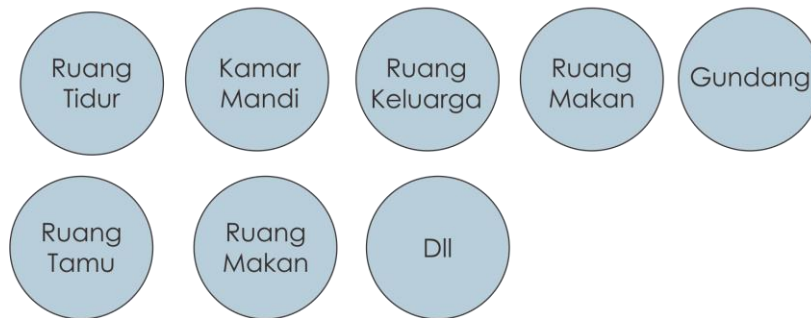 Ruang
Tidur
Kamar
Mandi
Ruang
Keluarga
Ruang
Makan
Gundang
Ruang
Tamu
Ruang
Makan
Dll